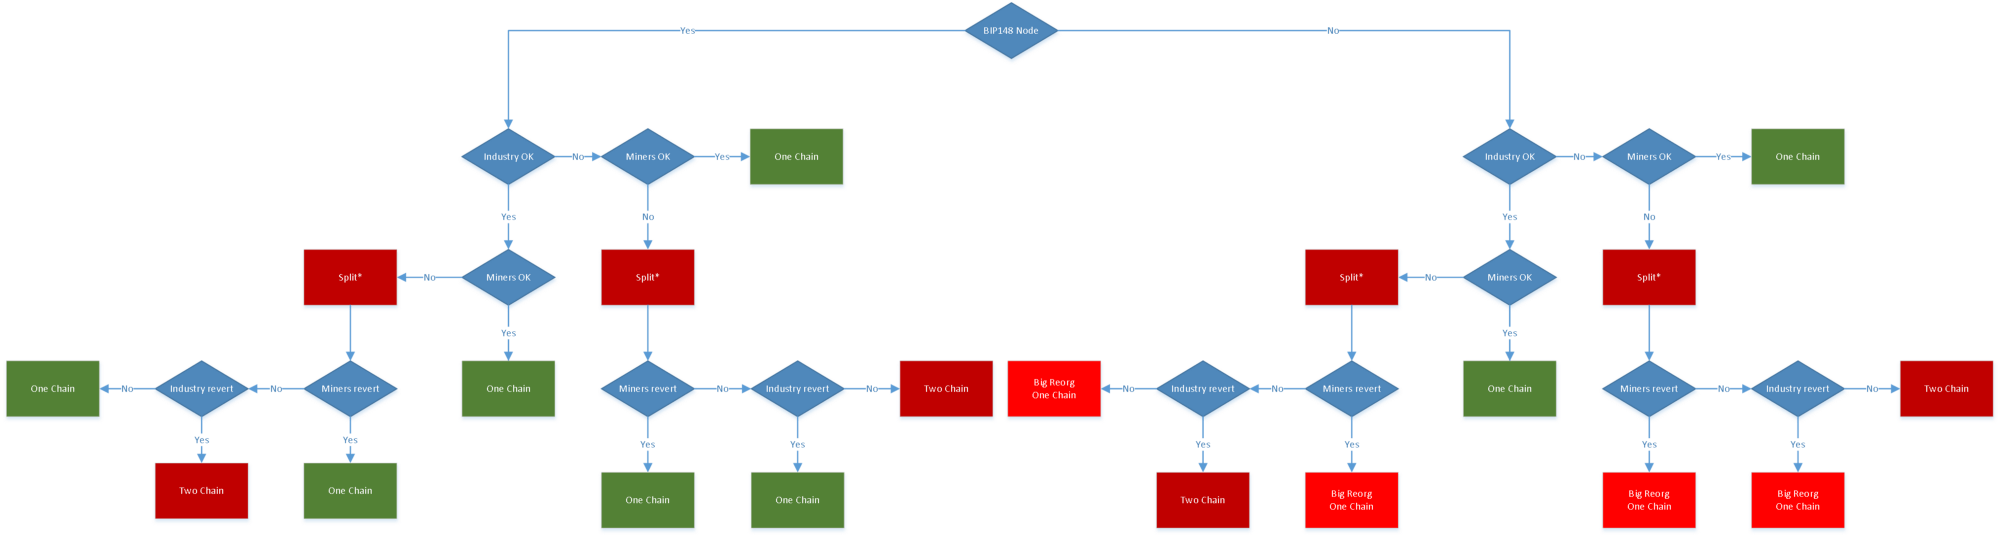 BIP148 Node
Yes
No
Industry OK
No
Miners OK
Yes
One Chain
Industry OK
No
Miners OK
Yes
One Chain
Yes
No
Yes
No
Split*
No
Miners OK
Split*
Split*
No
Miners OK
Split*
Yes
Yes
One Chain
No
Industry revert
No
Miners revert
One Chain
Miners revert
No
Industry revert
No
Two Chain
Big Reorg
One Chain
No
Industry revert
No
Miners revert
One Chain
Miners revert
No
Industry revert
No
Two Chain
Yes
Yes
Yes
Yes
Yes
Yes
Yes
Yes
Two Chain
One Chain
One Chain
One Chain
Two Chain
Big Reorg
One Chain
Big Reorg
One Chain
Big Reorg
One Chain